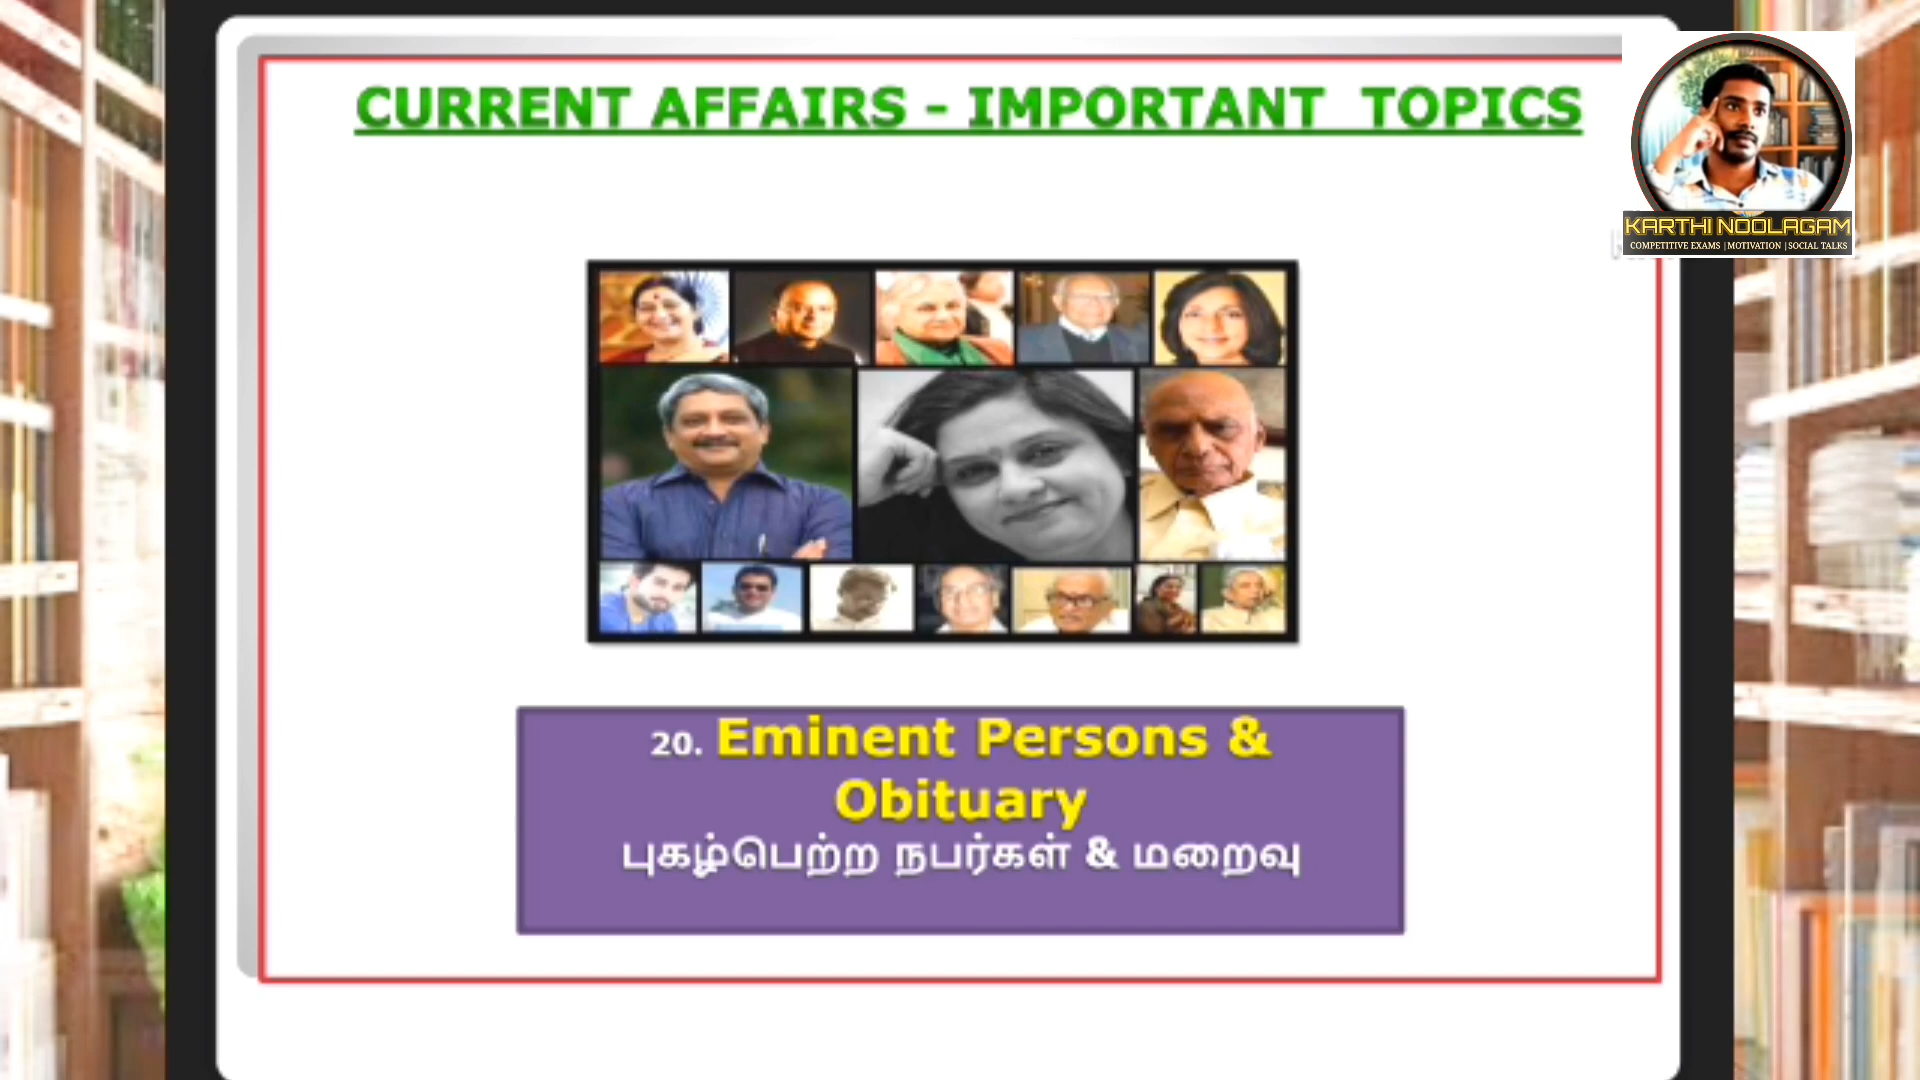 CURRENT AFFAIRS - IMPORTANT TOPICS
KARTHI NOOLAGAM
COMPETITIVE EXAMS | MOTIVATION | SOCIAL TALKS
20. Eminent Persons &
Obituary
புகழ்பெற்ற நபர்கள் & மறைவு